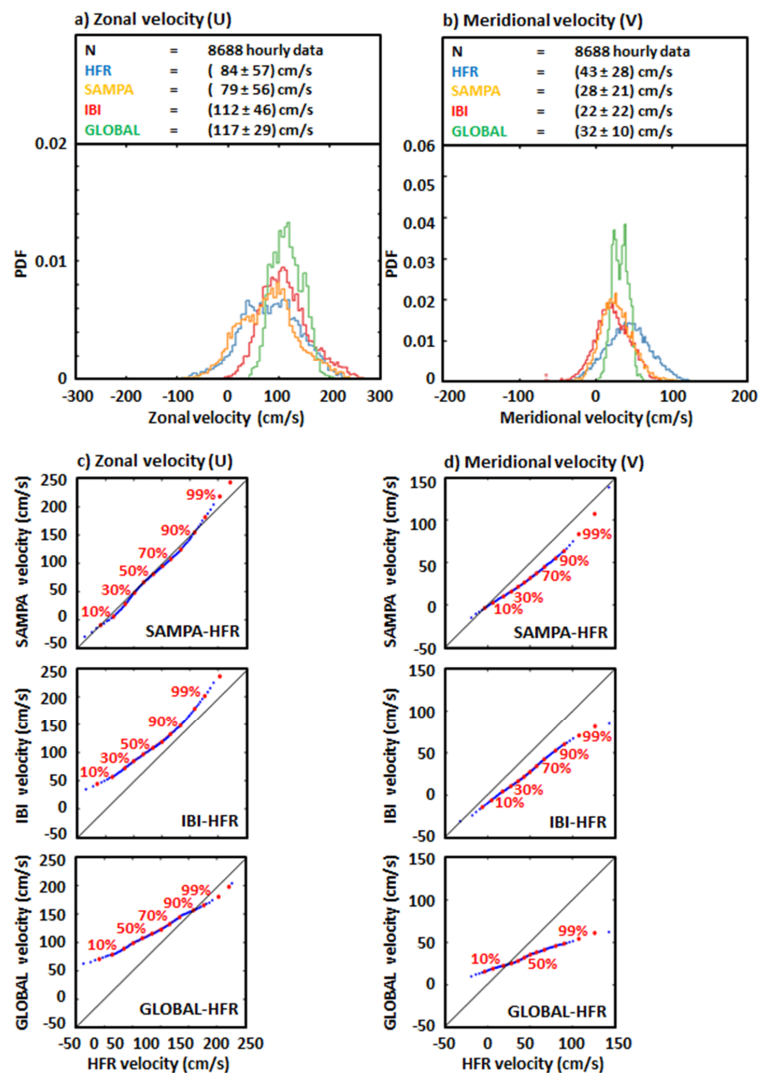 a) Zonal velocity (U)
N = 8688 hourly data
HFR = ( 84 ± 57) cm/s
SAMPA = ( 79 ± 56) cm/s
IBI = (112 ± 46) cm/s
GLOBAL = (117 ± 29) cm/s
0.02
0.01
0
PDF
-300 -200 -100 0 100 200 300
Zonal velocity (cm/s)
b) Meridional velocity (V)
N = 8688 hourly data
HFR = (43 ± 28) cm/s
SAMPA = (28 ± 21) cm/s
IBI = (22 ± 22) cm/s
GLOBAL = (32 ± 10) cm/s
0.06
0.05
0.04
0.03
0.02
0.01
0
PDF
-200 -100 0 100 200
Meridional velocity (cm/s)
c) Zonal velocity (U)
250
200
150
100
50
0
-50
SAMPA velocity (cm/s)
99%
90%
70%
50%
30%
10%
SAMPA-HFR
250
200
150
100
50
0
-50
IBI velocity (cm/s)
99%
90%
50%
30%
10%
IBI-HFR
250
200
150
100
50
0
-50
GLOBAL velocity (cm/s)
99%
90%
70%
50%
10%
GLOBAL-HFR
-50 0 50 100 150 200 250
HFR velocity (cm/s)
d) Meridional velocity (V)
150
100
50
0
-50
SAMPA velocity (cm/s)
99%
90%
70%
30%
10%
SAMPA-HFR
150
100
50
0
-50
IBI velocity (cm/s)
99%
90%
70%
30%
10%
IBI-HFR
150
100
50
0
-50
GLOBAL velocity (cm/s)
99%
10%
50%
GLOBAL-HFR
-50 0 50 100 150
HFR velocity (cm/s)